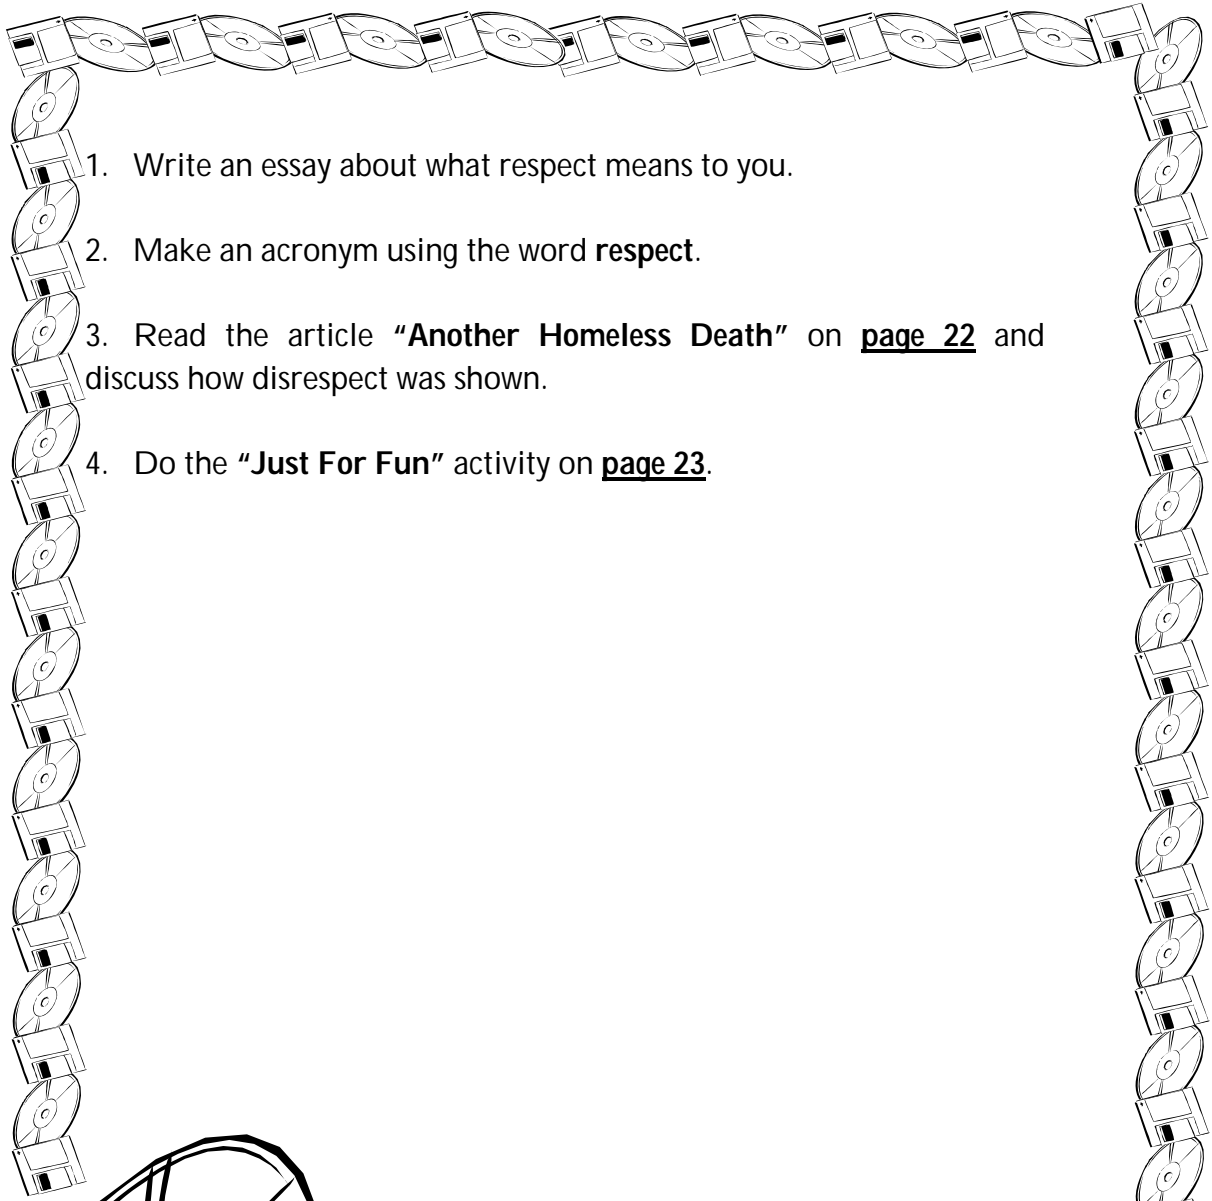 1. Write an essay about what respect means to you.
2. Make an acronym using the word respect.
3. Read the article “Another Homeless Death” on page 22 and
discuss how disrespect was shown.
4. Do the “Just For Fun” activity on page 23.